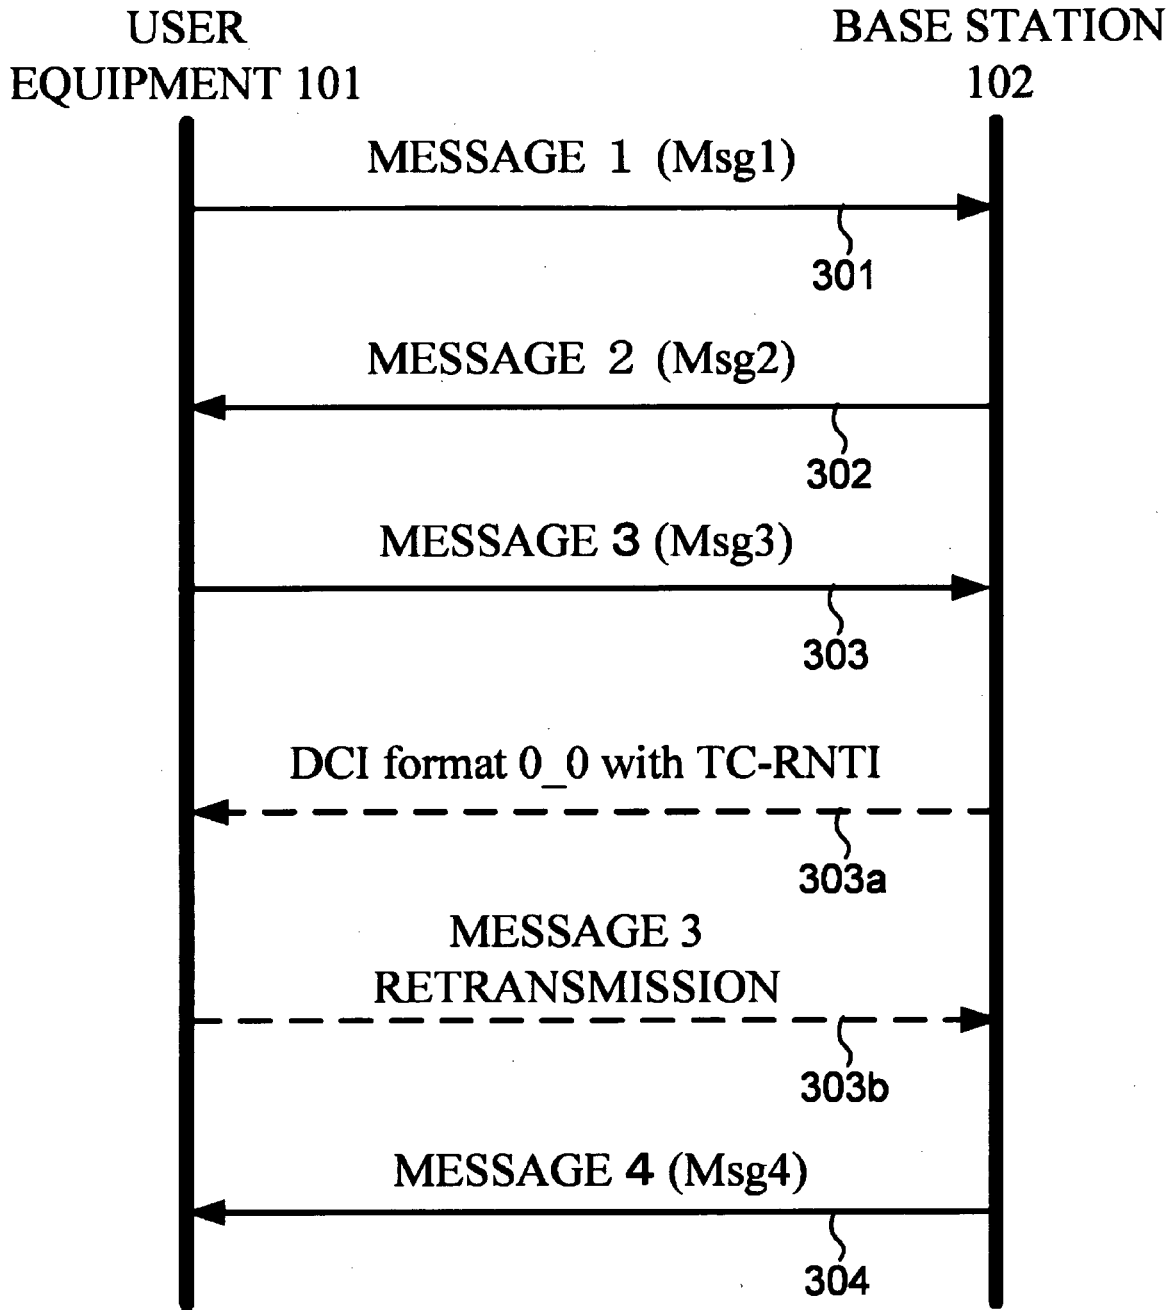 USER
EQUIPMENT 101
BASE STATION
102
MESSAGE 1 (Msg1)
301
MESSAGE 2 (Msg2)
302
MESSAGE 3 (Msg3)
303
DCI format 0_0 with TC-RNTI
303a
MESSAGE 3
RETRANSMISSION
303b
MESSAGE 4 (Msg4)
304